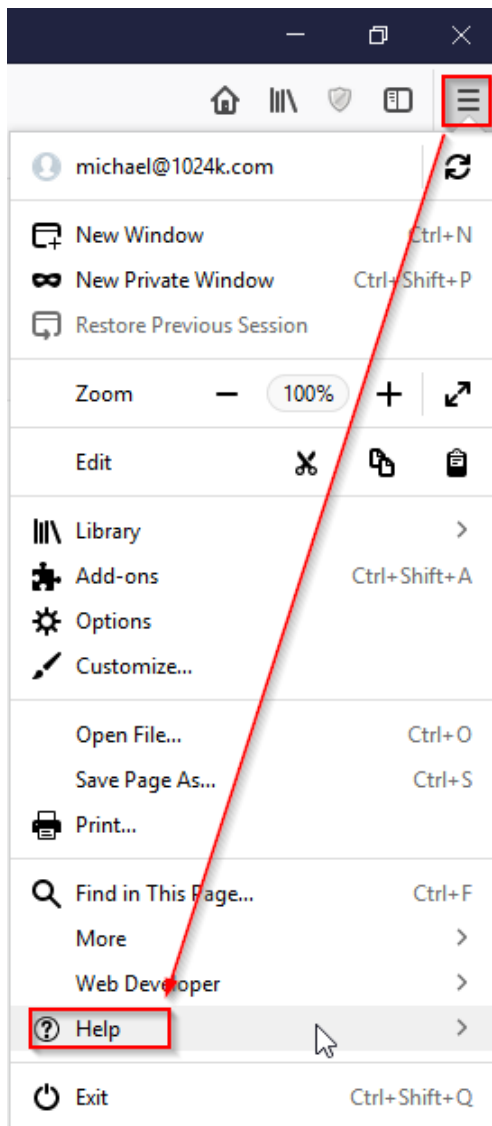 michael@1024k.com
New Window Ctrl+N
New Private Window Ctrl+Shift+P
Restore Previous Session
Zoom 100%
Edit
Library
Add-ons Ctrl+Shift+A
Options
Customize...
Open File... Ctrl+O
Save Page As... Ctrl+S
Print...
Find in This Page... Ctrl+F
More
Web Developer
Help
Exit Ctrl+Shift+Q